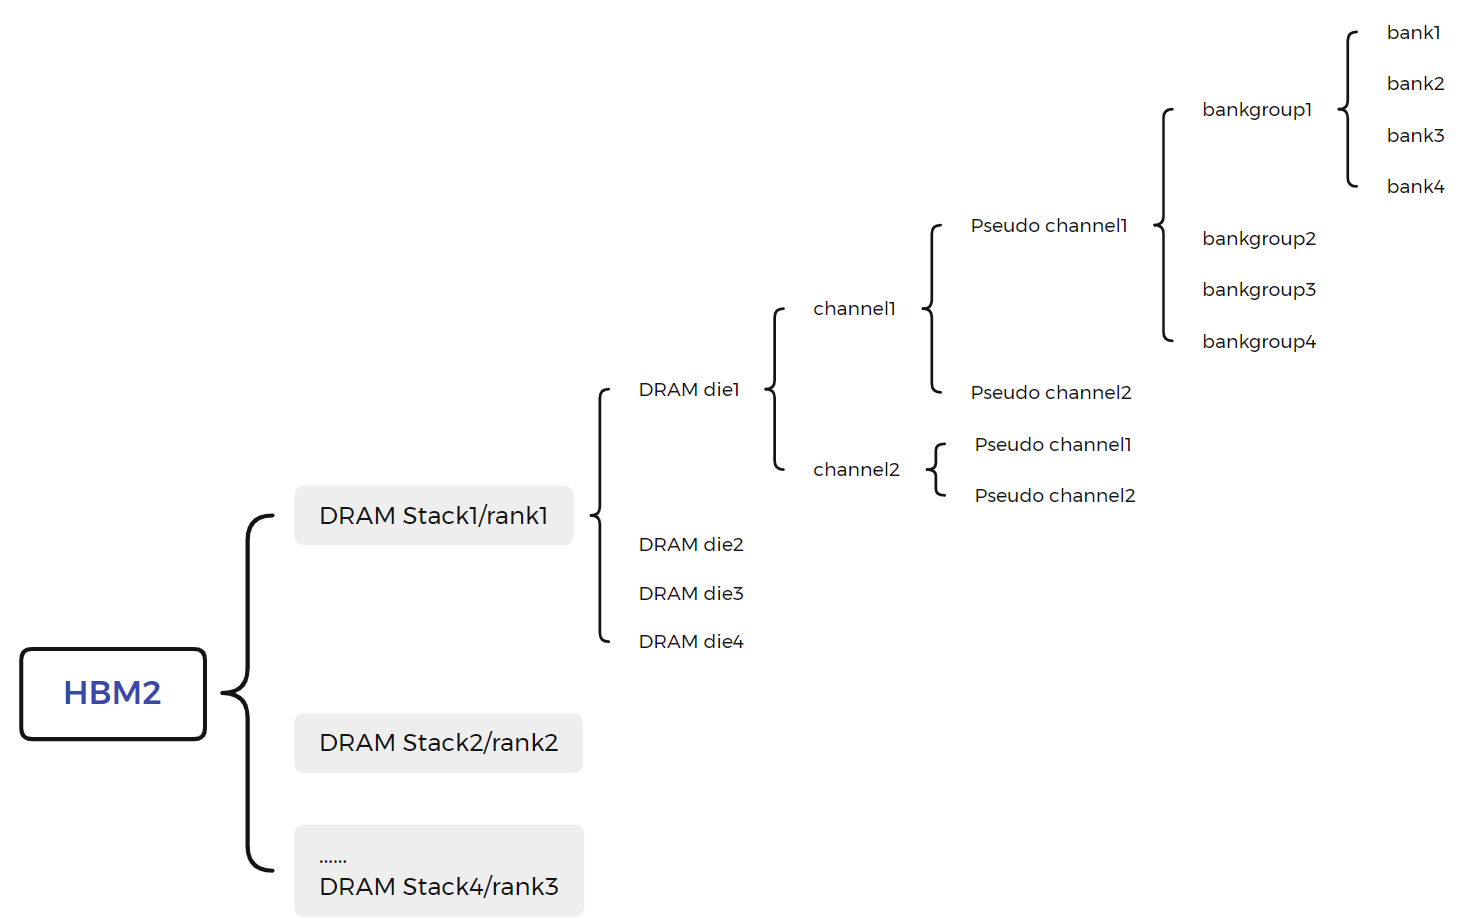 HBM2
DRAM Stack1/rank1
DRAM die1
channel1
Pseudo channel1
bankgroup1
bank1
bank2
bank3
bank4
bankgroup2
bankgroup3
bankgroup4
Pseudo channel2
channel2
Pseudo channel1
Pseudo channel2
DRAM die2
DRAM die3
DRAM die4
DRAM Stack2/rank2
......
DRAM Stack4/rank3